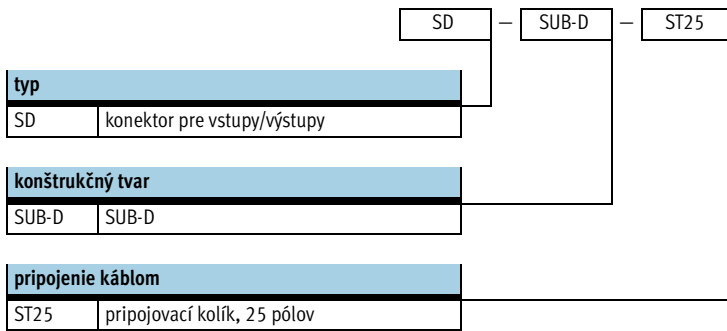 SD – SUB-D – ST25
typ
SD konektor pre vstupy/výstupy
konštrukčný tvar
SUB-D SUB-D
pripojenie káblom
ST25 pripojovací kolík, 25 pólov